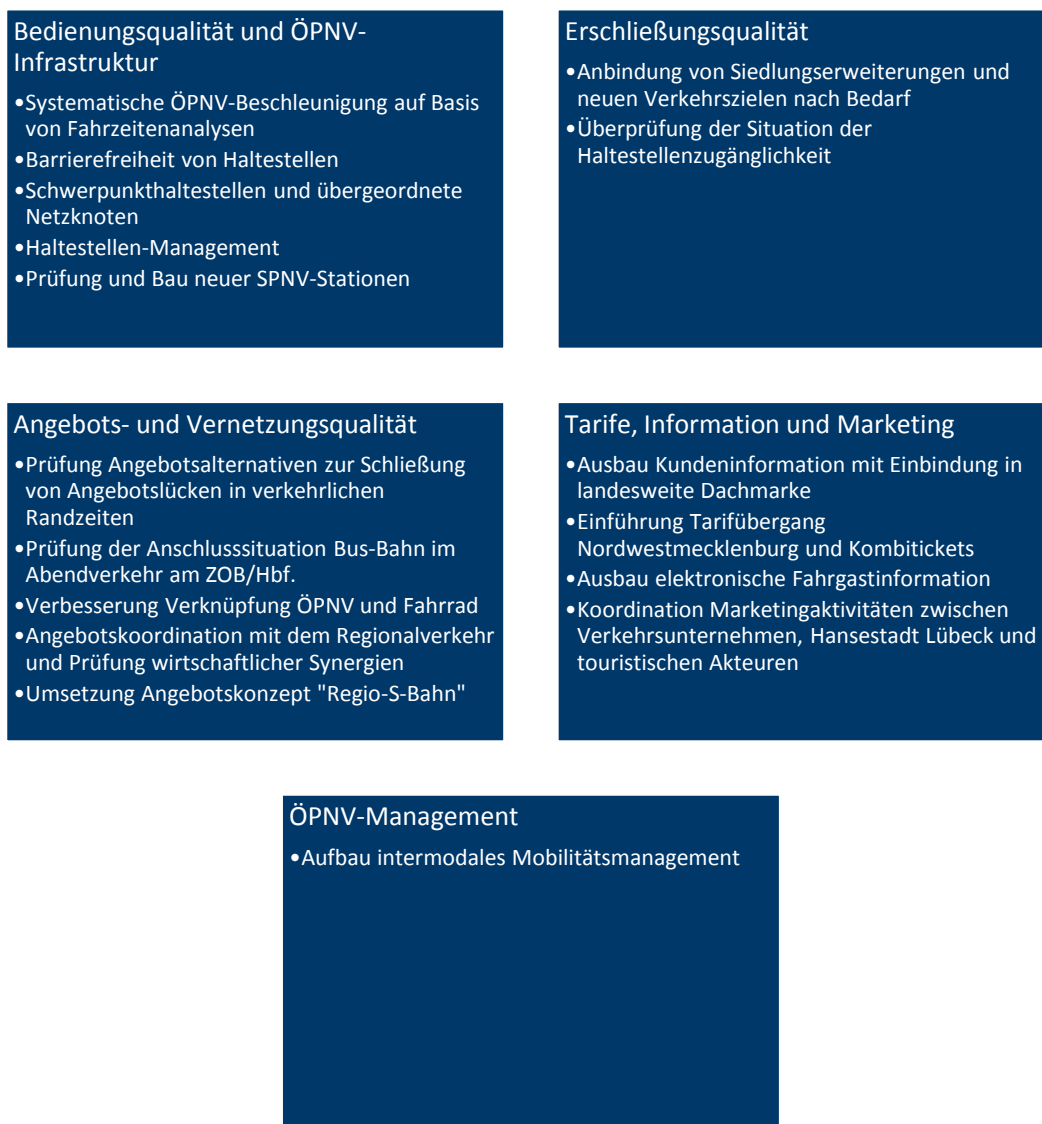 Bedienungsqualität und ÖPNV-
Infrastruktur
•Systematische ÖPNV-Beschleunigung auf Basis
von Fahrzeitenanalysen
•Barrierefreiheit von Haltestellen
•Schwerpunkthaltestellen und übergeordnete
Netzknoten
•Haltestellen-Management
•Prüfung und Bau neuer SPNV-Stationen
Erschließungsqualität
•Anbindung von Siedlungserweiterungen und
neuen Verkehrszielen nach Bedarf
•Überprüfung der Situation der
Haltestellenzugänglichkeit
Angebots- und Vernetzungsqualität
•Prüfung Angebotsalternativen zur Schließung
von Angebotslücken in verkehrlichen
Randzeiten
•Prüfung der Anschlusssituation Bus-Bahn im
Abendverkehr am ZOB/Hbf.
•Verbesserung Verknüpfung ÖPNV und Fahrrad
•Angebotskoordination mit dem Regionalverkehr
und Prüfung wirtschaftlicher Synergien
•Umsetzung Angebotskonzept "Regio-S-Bahn"
Tarife, Information und Marketing
•Ausbau Kundeninformation mit Einbindung in
landesweite Dachmarke
•Einführung Tarifübergang
Nordwestmecklenburg und Kombitickets
•Ausbau elektronische Fahrgastinformation
•Koordination Marketingaktivitäten zwischen
Verkehrsunternehmen, Hansestadt Lübeck und
touristischen Akteuren
ÖPNV-Management
•Aufbau intermodales Mobilitätsmanagement